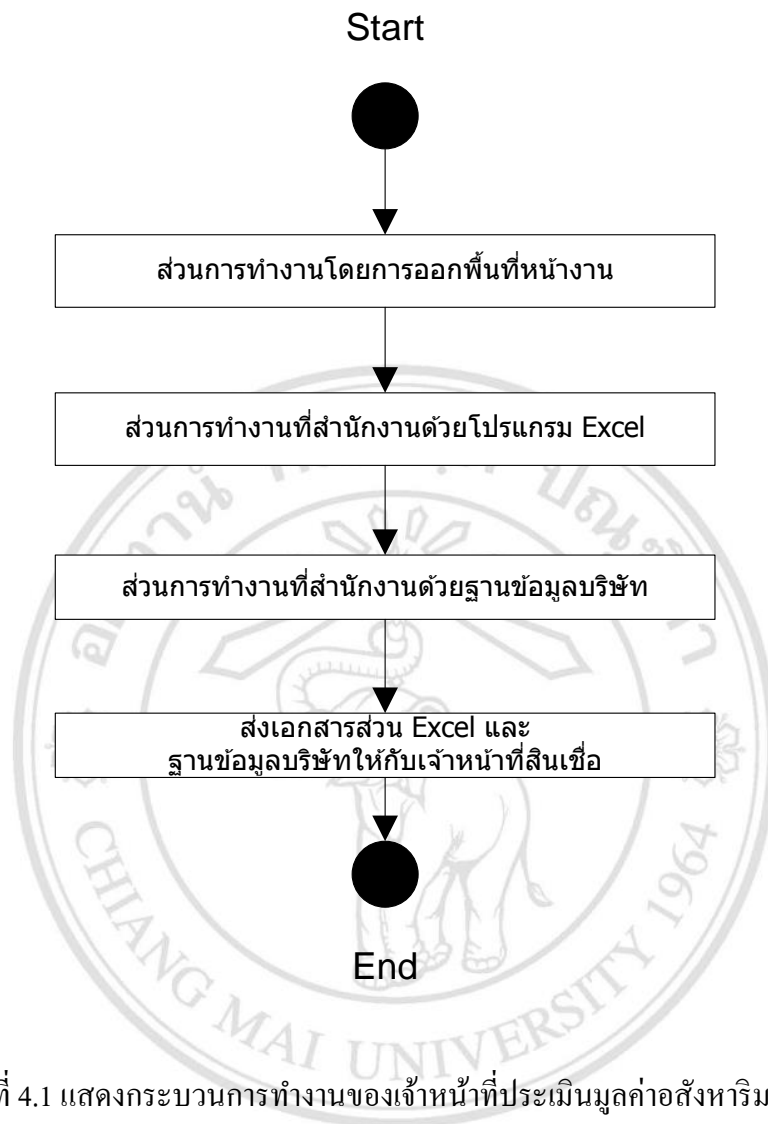 Start
ส่วนการทำงานโดยการออกพื้นที่หน้างาน
ส่วนการทำงานที่สำนักงานด้วยโปรแกรม Excel
ส่วนการทำงานที่สำนักงานด้วยฐานข้อมูลบริษัท
ส่งเอกสารส่วน Excel และ
ฐานข้อมูลบริษัทให้กับเจ้าหน้าที่สินเชื่อ
End
CHIANG MAI UNIVERSITY 1964
ที่ 4.1 แสดงกระบวนการทำงานของเจ้าหน้าที่ประเมินมูลค่าอสังหาริม